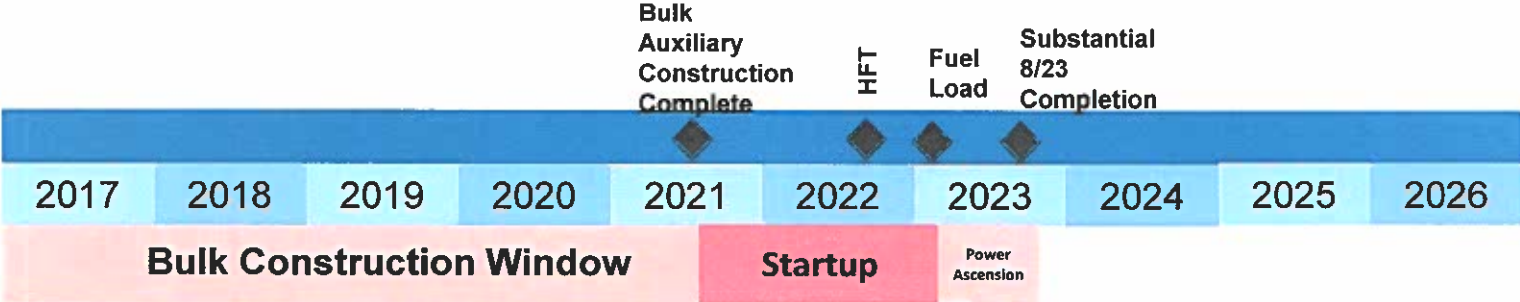 Bulk
Auxiliary
Construction
Complete
HFT
Fuel
Load
Substantial
8/23
Completion
2017 2018 2019 2020 2021 2022 2023 2024 2025 2026
Bulk Construction Window Startup Power
Ascension